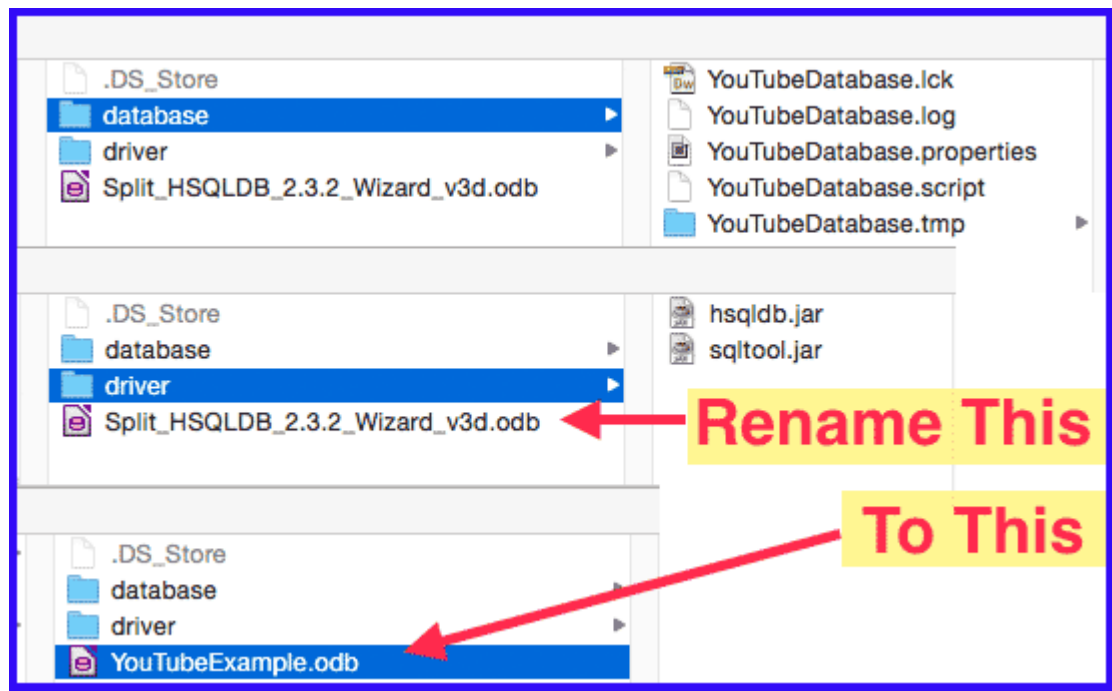 .DS_Store
database
driver
Split_HSQLDB_2.3.2_Wizard_v3d.odb
YouTubeDatabase.lck
YouTubeDatabase.log
YouTubeDatabase.properties
YouTubeDatabase.script
YouTubeDatabase.tmp
.DS_Store
database
driver
Split_HSQLDB_2.3.2_Wizard_v3d.odb
hsqldb.jar
sqltool.jar
Rename This
To This
.DS_Store
database
driver
YouTubeExample.odb